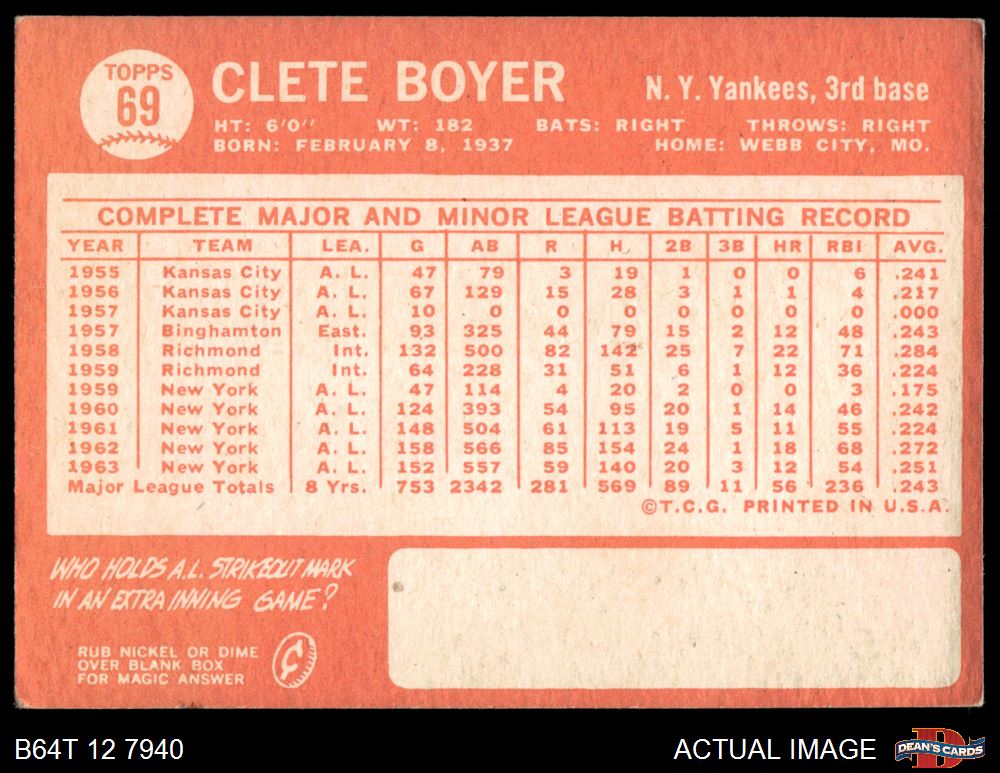 TOPPS
69
CLETE BOYER
N. Y. Yankees, 3rd base
HT: 6'0" WT: 182 BATS: RIGHT THROWS: RIGHT
BORN: FEBRUARY 8, 1937 HOME: WEBB CITY, MO.
COMPLETE MAJOR AND MINOR LEAGUE BATTING RECORD
YEAR TEAM LEA. G AB R H. 2B 3B HR RBI AVG.
1955 Kansas City A. L. 47 79 3 19 1 0 0 6 .241
1956 Kansas City A. L. 67 129 15 28 3 1 1 4 .217
1957 Kansas City A. L. 10 0 0 0 0 0 0 0 .000
1957 Binghamton East. 93 325 44 79 15 2 12 48 .243
1958 Richmond Int. 132 500 82 142 25 7 22 71 .284
1959 Richmond Int. 64 228 31 51 6 1 12 36 .224
1959 New York A. L. 47 114 4 20 2 0 0 3 .175
1960 New York A. L. 124 393 54 95 20 1 14 46 .242
1961 New York A. L. 148 504 61 113 19 5 11 55 .224
1962 New York A. L. 158 566 85 154 24 1 18 68 .272
1963 New York A. L. 152 557 59 140 20 3 12 54 .251
Major League Totals 8 Yrs. 753 2342 281 569 89 11 56 236 .243
©T.C.G. PRINTED IN U.S.A.
WHO HOLDS A.L. STRIKEOUT MARK
IN AN EXTRA INNING GAME?
RUB NICKEL OR DIME
OVER BLANK BOX
FOR MAGIC ANSWER
¢
B64T 12 7940
ACTUAL IMAGE
D
DEAN'S CARDS